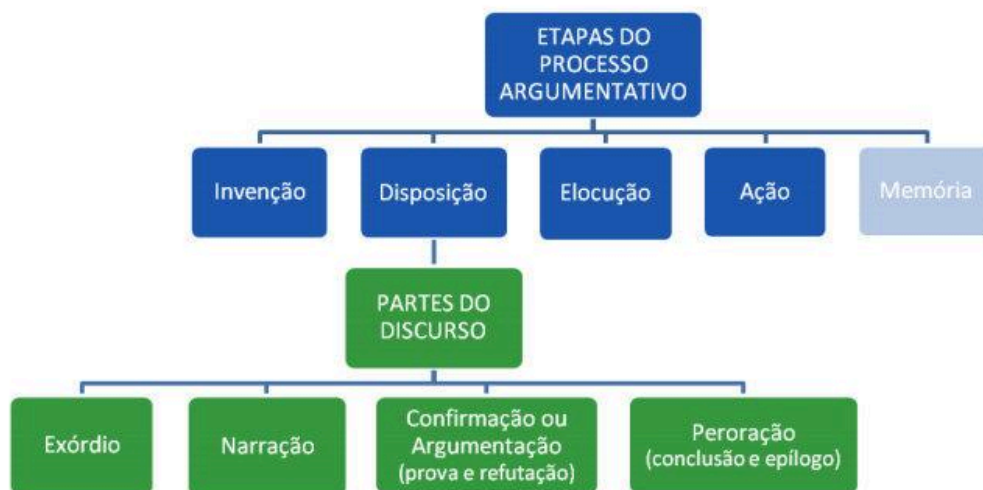 ETAPAS DO
PROCESSO
ARGUMENTATIVO
Invenção
Disposição
Elocução
Ação
Memória
PARTES DO
DISCURSO
Exórdio
Narração
Confirmação ou
Argumentação
(prova e refutação)
Peroração
(conclusão e epílogo)